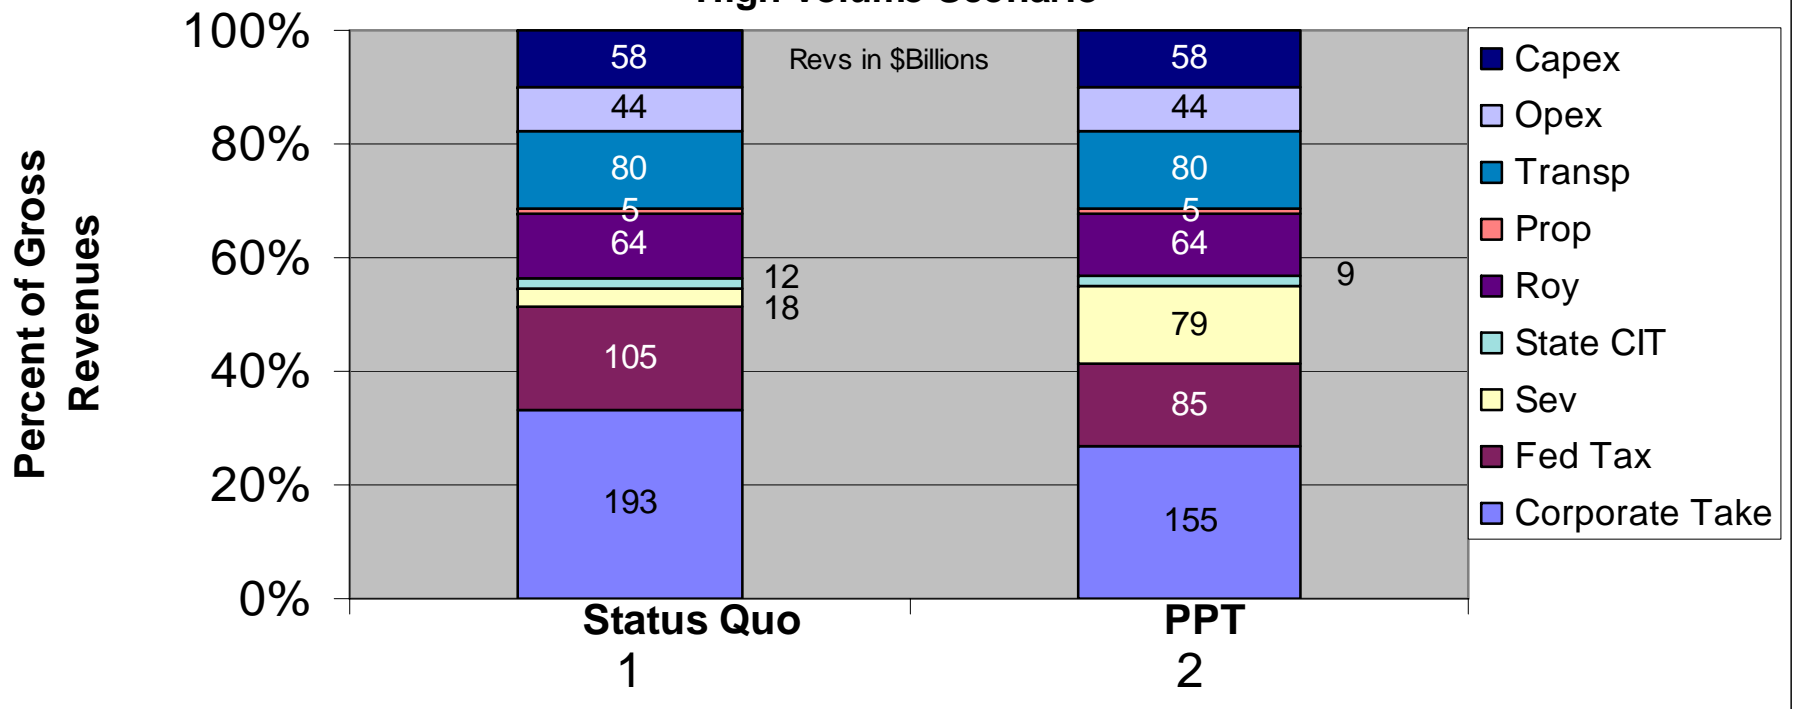 100%
80%
60%
40%
20%
0%
Percent of Gross
Revenues
Revs in $Billions
58
44
80
5
64
12
18
105
193
58
44
80
5
64
9
79
85
155
Status Quo
1
PPT
2
Capex
Opex
Transp
Prop
Roy
State CIT
Sev
Fed Tax
Corporate Take